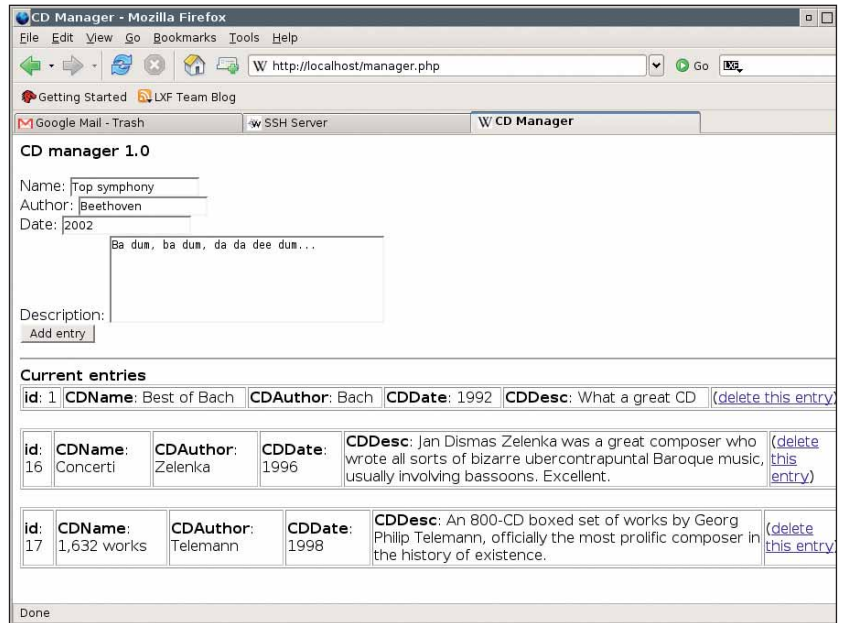 CD Manager - Mozilla Firefox
File Edit View Go Bookmarks Tools Help
http://localhost/manager.php
Go
Getting Started LXF Team Blog
Google Mail - Trash SSH Server CD Manager
CD manager 1.0
Name: Top symphony
Author: Beethoven
Date: 2002
Ba dum, ba dum, da da dee dum...
Description:
Add entry
Current entries
id: 1 CDName: Best of Bach CDAuthor: Bach CDDate: 1992 CDDesc: What a great CD (delete this entry)
id: 16 CDName: Concerti CDAuthor: Zelenka CDDate: 1996 CDDesc: Jan Dismas Zelenka was a great composer who
wrote all sorts of bizarre ubercontrapuntal Baroque music,
usually involving bassoons. Excellent.
(delete this entry)
id: 17 CDName: 1,632 works CDAuthor: Telemann CDDate: 1998 CDDesc: An 800-CD boxed set of works by Georg
Philip Telemann, officially the most prolific composer in
the history of existence.
(delete this entry)
Done